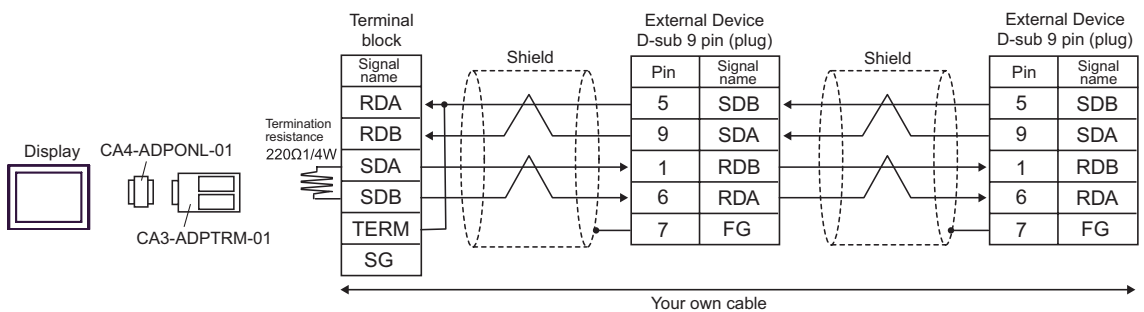 Terminal
block
External Device
D-sub 9 pin (plug)
External Device
D-sub 9 pin (plug)
Shield
Shield
Signal
name
Pin
Signal
name
Pin
Signal
name
RDA
5
SDB
5
SDB
RDB
9
SDA
9
SDA
SDA
1
RDB
1
RDB
SDB
6
RDA
6
RDA
TERM
7
FG
7
FG
SG
Termination
resistance
220Ω1/4W
Display
CA4-ADPONL-01
CA3-ADPTRM-01
Your own cable